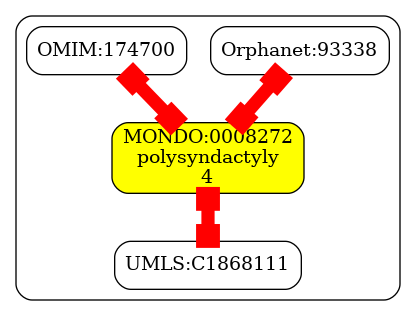 OMIM:174700
Orphanet:93338
MONDO:0008272
polysyndactyly
4
UMLS:C1868111